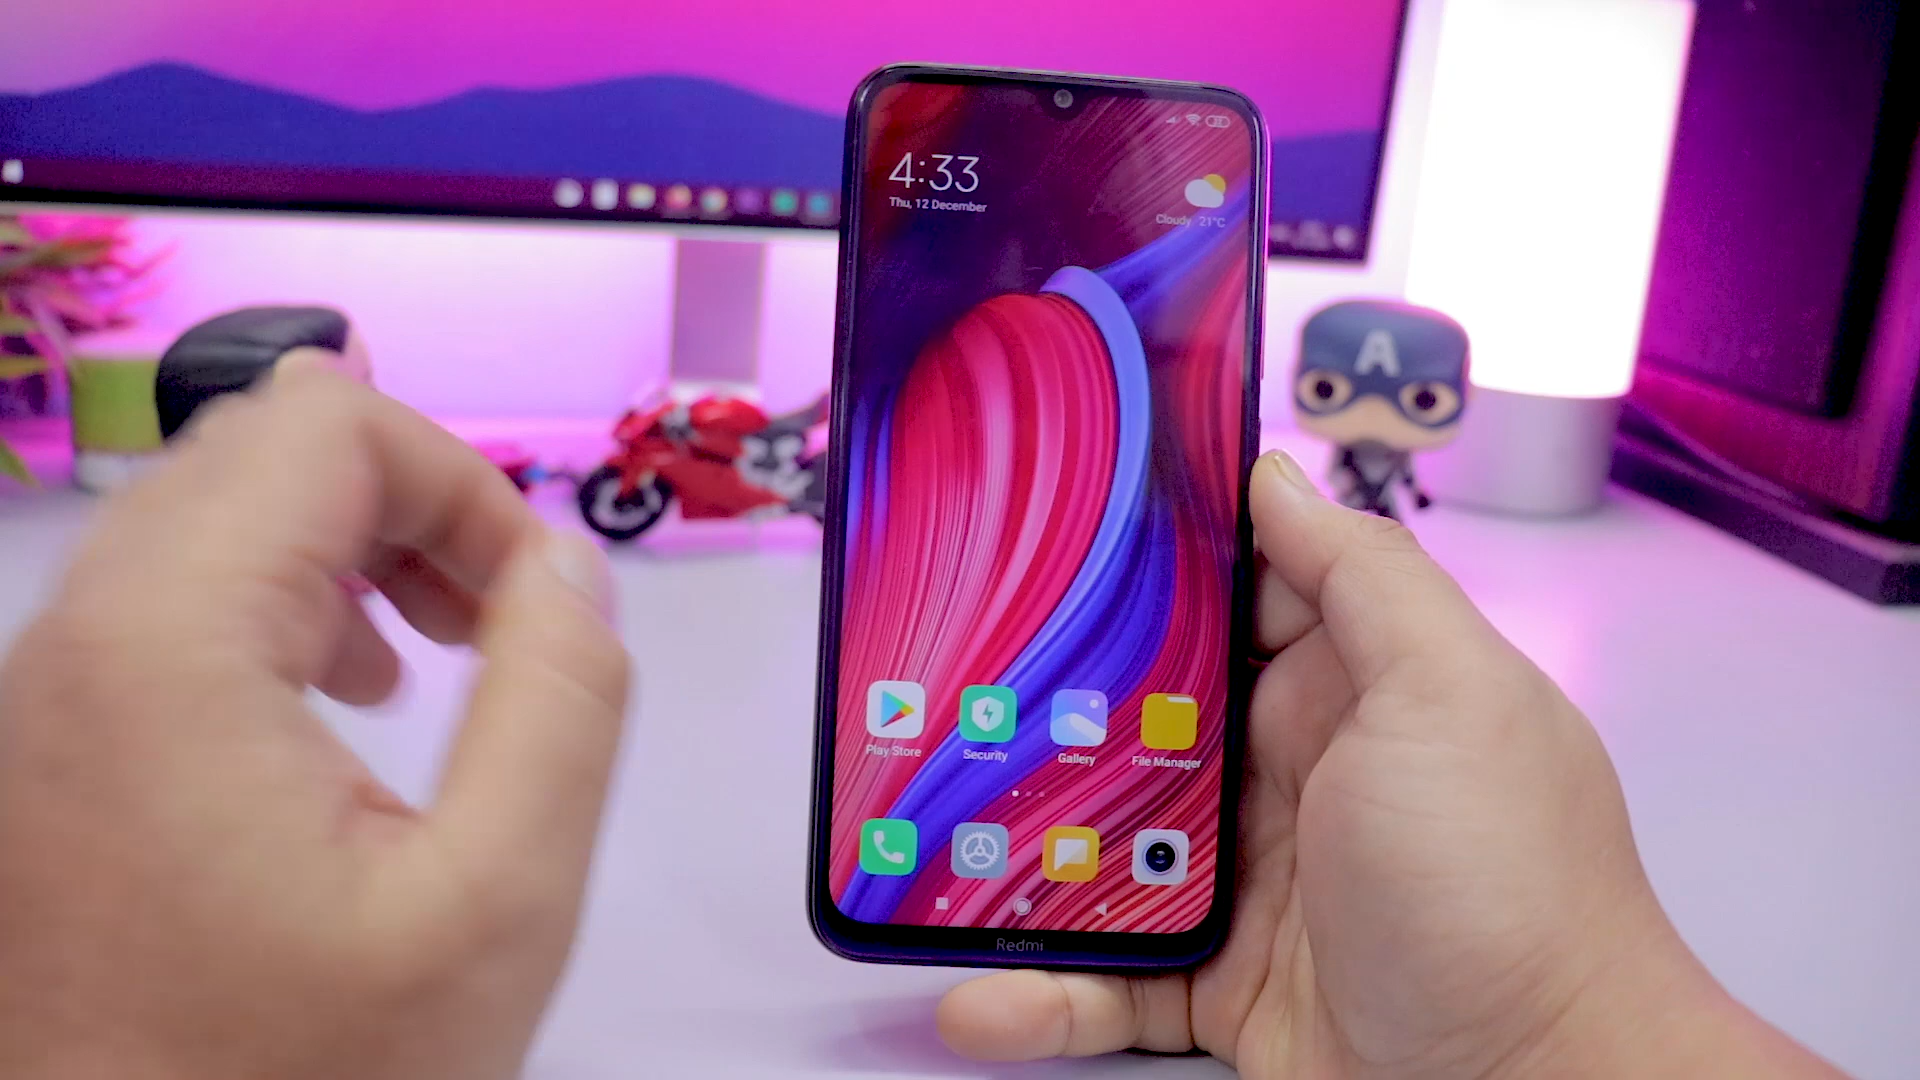 4:33
Thu, 12 December
Cloudy 21°C
A
Play Store
Security
Gallery
File Manager
Redmi